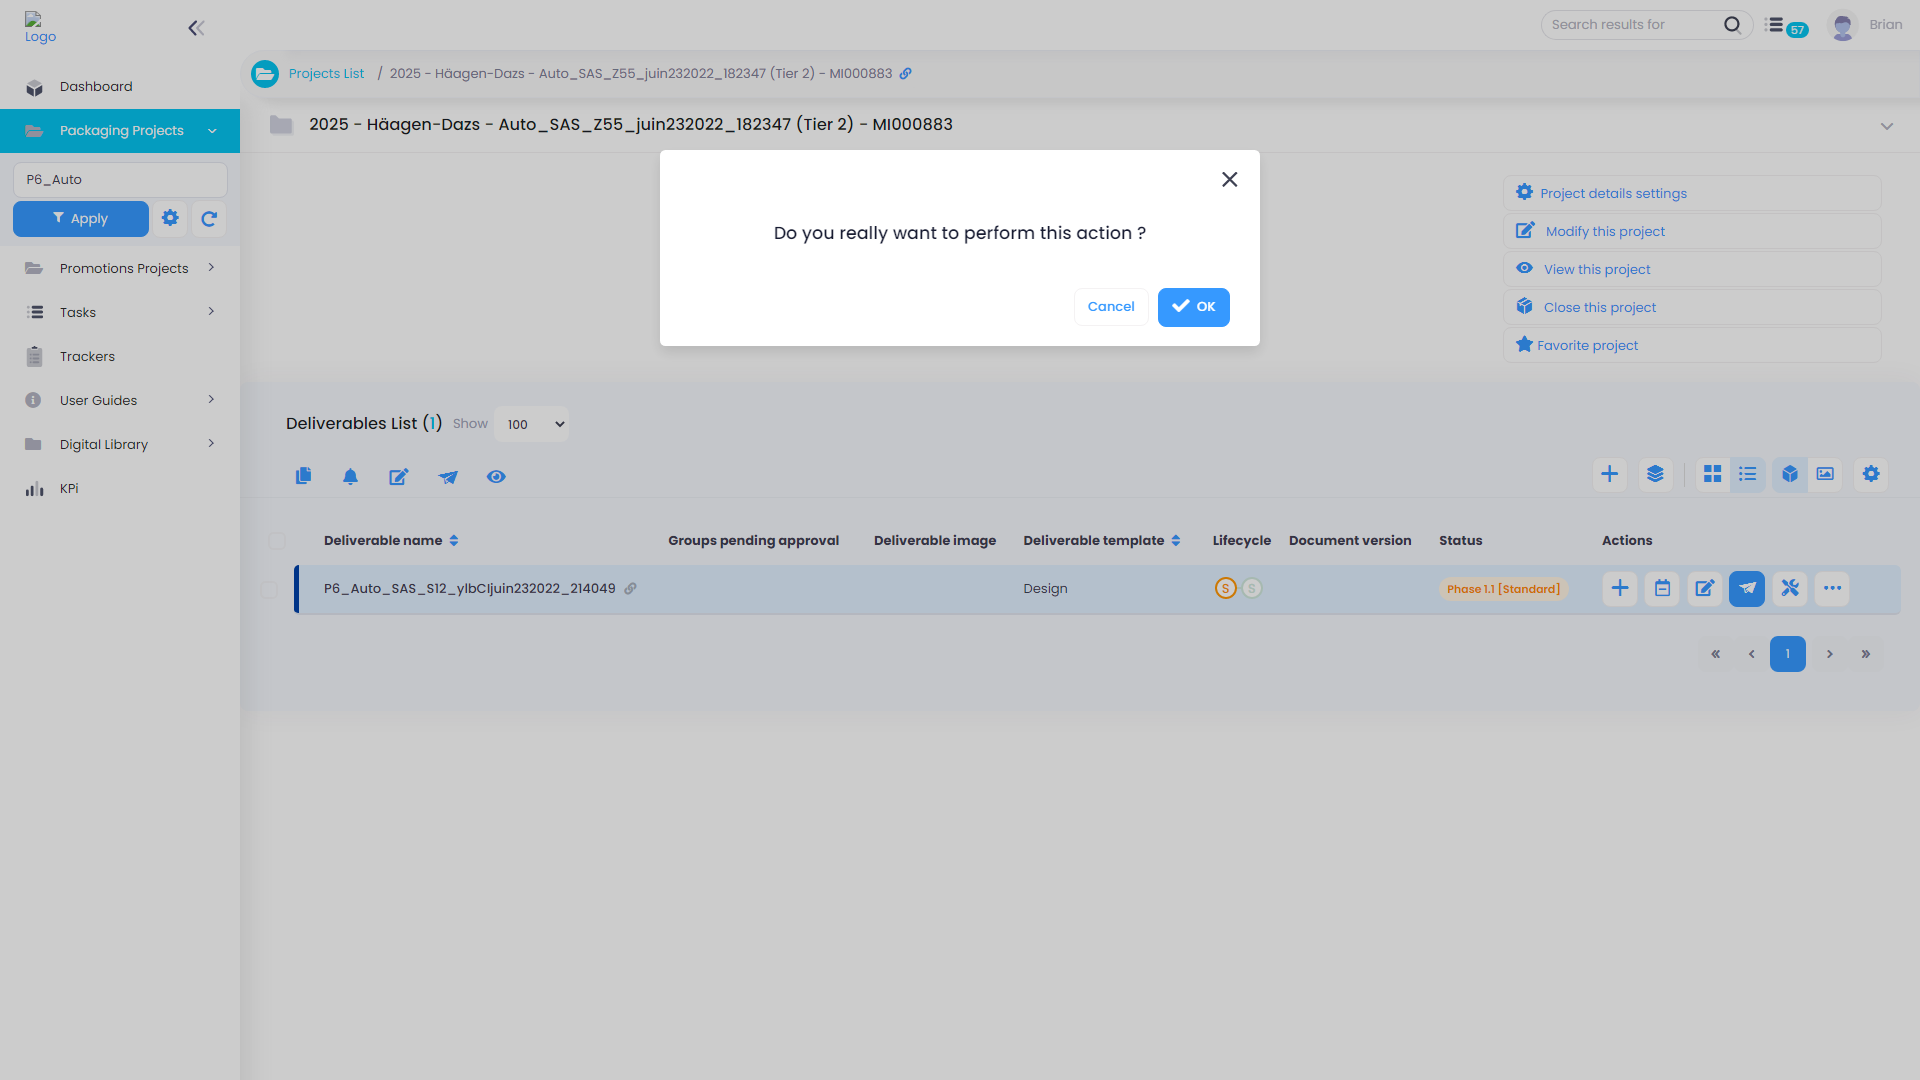 Logo
Search results for
57
Brian
Dashboard
Packaging Projects
P6_Auto
Apply
Promotions Projects
Tasks
Trackers
User Guides
Digital Library
KPi
Projects List / 2025 - Häagen-Dazs - Auto_SAS_Z55_juin232022_182347 (Tier 2) - MI000883
2025 - Häagen-Dazs - Auto_SAS_Z55_juin232022_182347 (Tier 2) - MI000883
Do you really want to perform this action ?
Cancel
OK
Project details settings
Modify this project
View this project
Close this project
Favorite project
Deliverables List (1) Show 100
Deliverable name Groups pending approval Deliverable image Deliverable template Lifecycle Document version Status Actions
P6_Auto_SAS_S12_ylbCIjuin232022_214049 Design S S Phase 1.1 [Standard]
« ‹ 1 › »